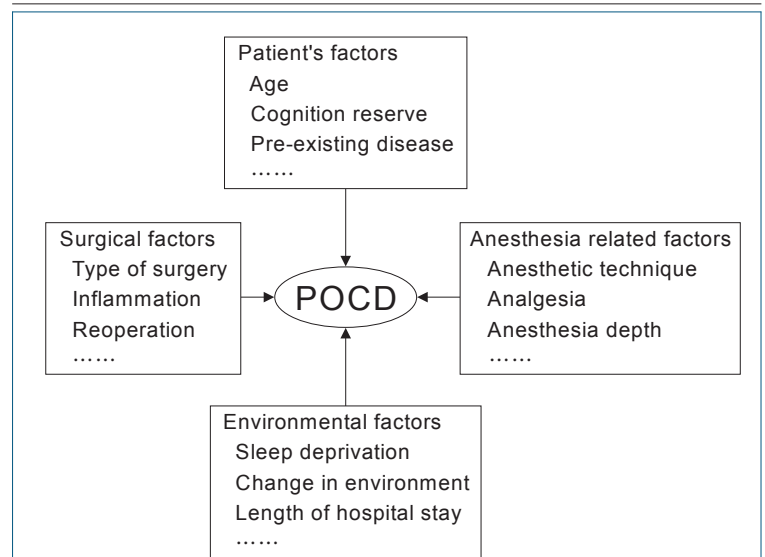 Patient's factors
Age
Cognition reserve
Pre-existing disease
……
Surgical factors
Type of surgery
Inflammation
Reoperation
……
POCD
Anesthesia related factors
Anesthetic technique
Analgesia
Anesthesia depth
……
Environmental factors
Sleep deprivation
Change in environment
Length of hospital stay
……